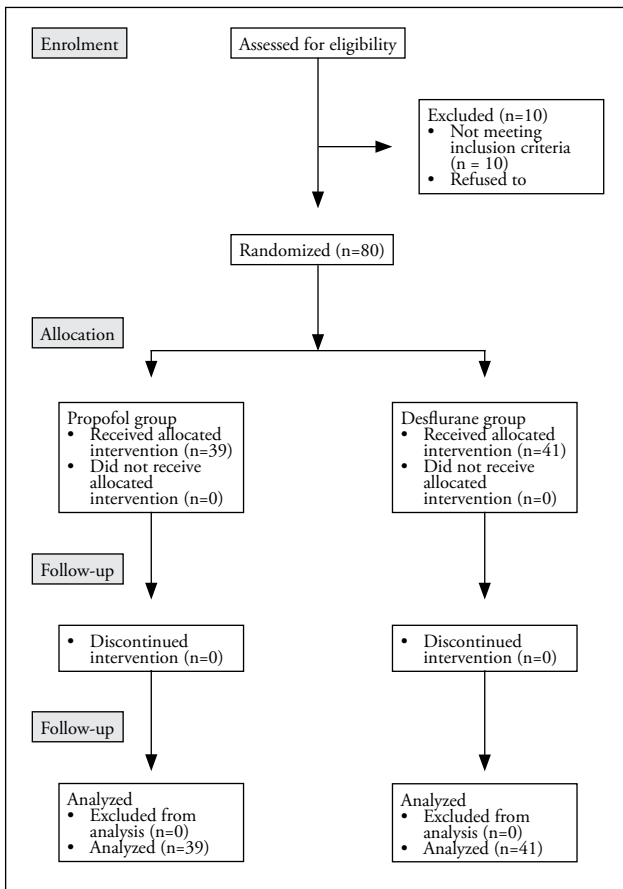 Enrolment
Assessed for eligibility
Excluded (n=10)
• Not meeting
inclusion criteria
(n = 10)
• Refused to
Randomized (n=80)
Allocation
Propofol group
• Received allocated
intervention (n=39)
• Did not receive
allocated
intervention (n=0)
Desflurane group
• Received allocated
intervention (n=41)
• Did not receive
allocated
intervention (n=0)
Follow-up
• Discontinued
intervention (n=0)
• Discontinued
intervention (n=0)
Follow-up
Analyzed
• Excluded from
analysis (n=0)
• Analyzed (n=39)
Analyzed
• Excluded from
analysis (n=0)
• Analyzed (n=41)